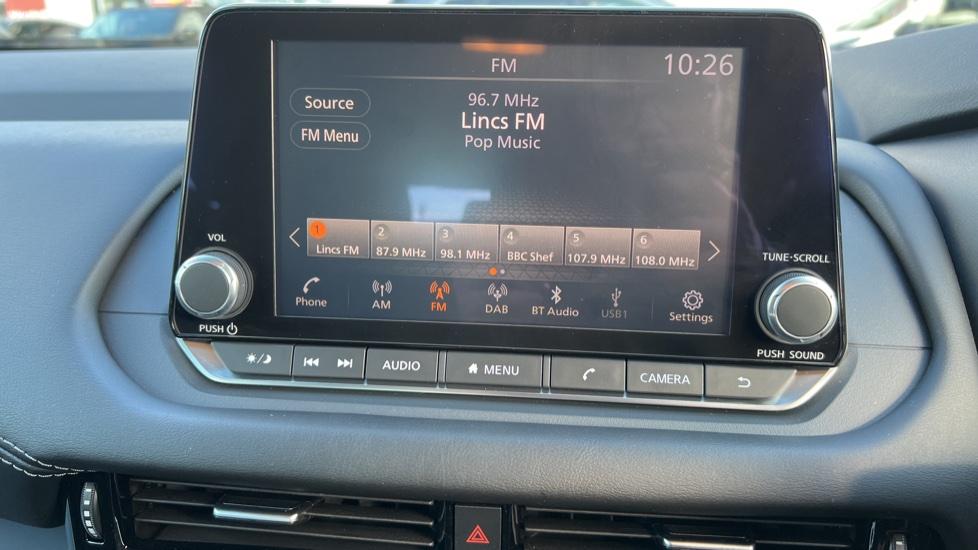 FM 10:26
Source
FM Menu
96.7 MHz
Lincs FM
Pop Music
1 2 3 4 5 6
Lincs FM 87.9 MHz 98.1 MHz BBC Shef 107.9 MHz 108.0 MHz
Phone AM FM DAB BT Audio USB1 Settings
VOL
PUSH
TUNE·SCROLL
PUSH SOUND
AUDIO MENU CAMERA